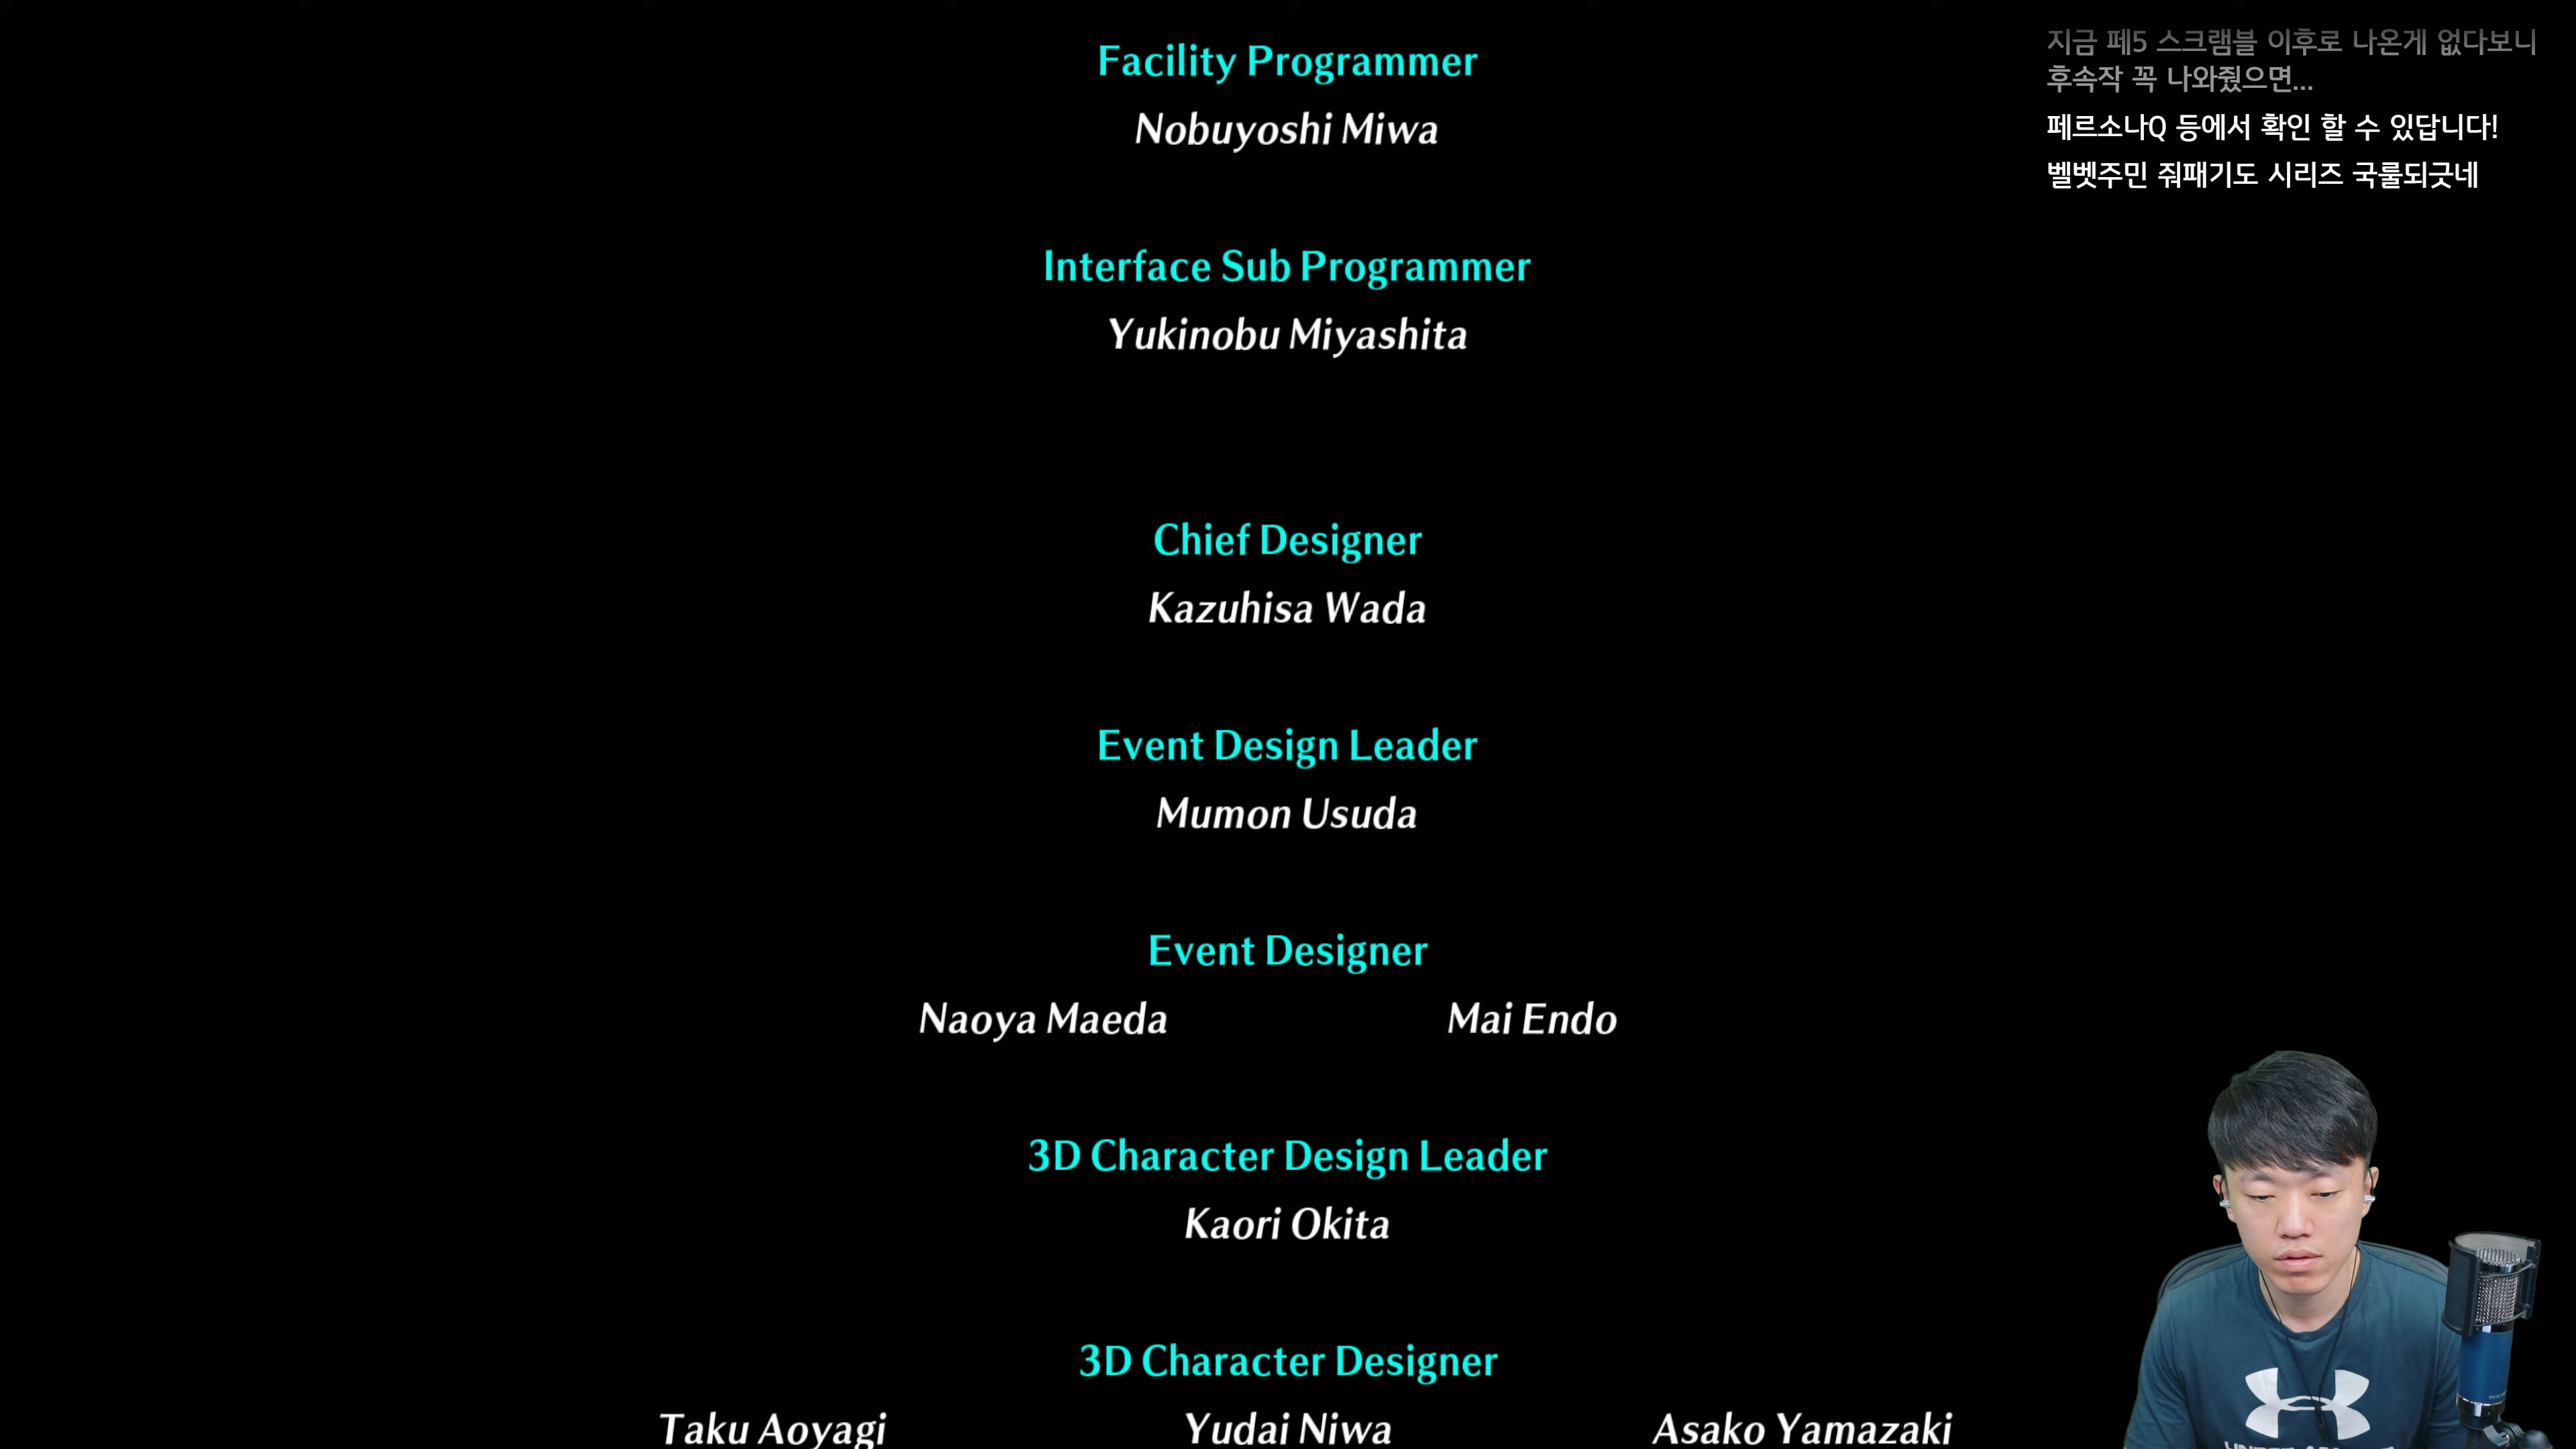 Facility Programmer
Nobuyoshi Miwa
Interface Sub Programmer
Yukinobu Miyashita
Chief Designer
Kazuhisa Wada
Event Design Leader
Mumon Usuda
Event Designer
Naoya Maeda Mai Endo
3D Character Design Leader
Kaori Okita
3D Character Designer
Taku Aoyagi Yudai Niwa Asako Yamazaki
지금 페5 스크램블 이후로 나온게 없다보니
후속작 꼭 나와줬으면...
페르소나Q 등에서 확인 할 수 있답니다!
벨벳주민 줘패기도 시리즈 국룰되긋네